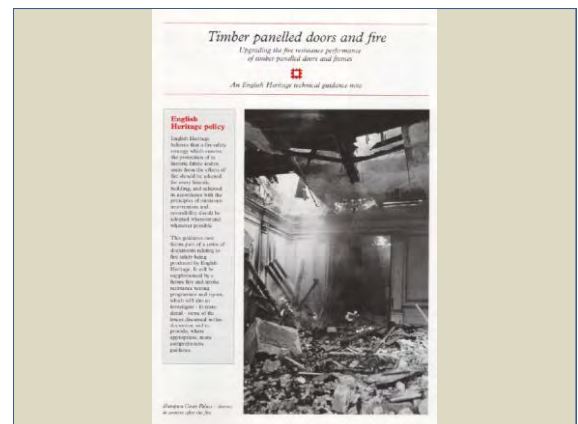 Timber panelled doors and fire
Upgrading the fire resistance performance
of timber panelled doors and frames
An English Heritage technical guidance note
English
Heritage policy
English Heritage
believes that a fire safety
strategy which ensures
the protection of
historic fabric and
from the effects of
fire should be adopted
for every historic
building, and achieved
in accordance with the
principles of minimum
intervention and
reversibility should be
adopted wherever and
whenever possible
This guidance note
forms part of a series of
documents relating to
fire safety being
produced by English
Heritage. It will be
supplemented by a
future fire and smoke
resistance testing
programme and report,
which will
investigate - in more
detail - some of the
issues discussed in this
document and to
provide, where
appropriate, more
comprehensive
guidance.
Hampton Court Palace -
after the fire